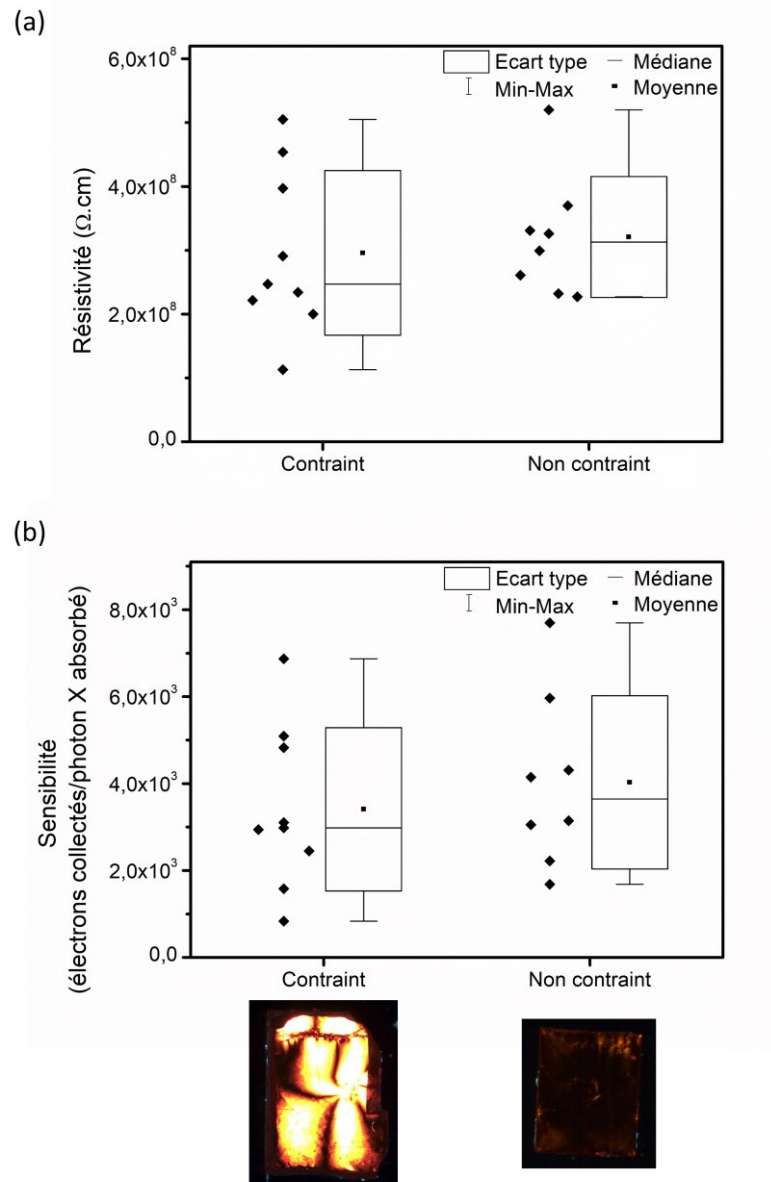 (a)
6,0x10⁸
4,0x10⁸
2,0x10⁸
0,0
Résistivité (Ω.cm)
Ecart type
Médiane
Min-Max
Moyenne
Contraint
Non contraint
(b)
8,0x10³
6,0x10³
4,0x10³
2,0x10³
0,0
Sensibilité
(électrons collectés/photon X absorbé)
Ecart type
Médiane
Min-Max
Moyenne
Contraint
Non contraint